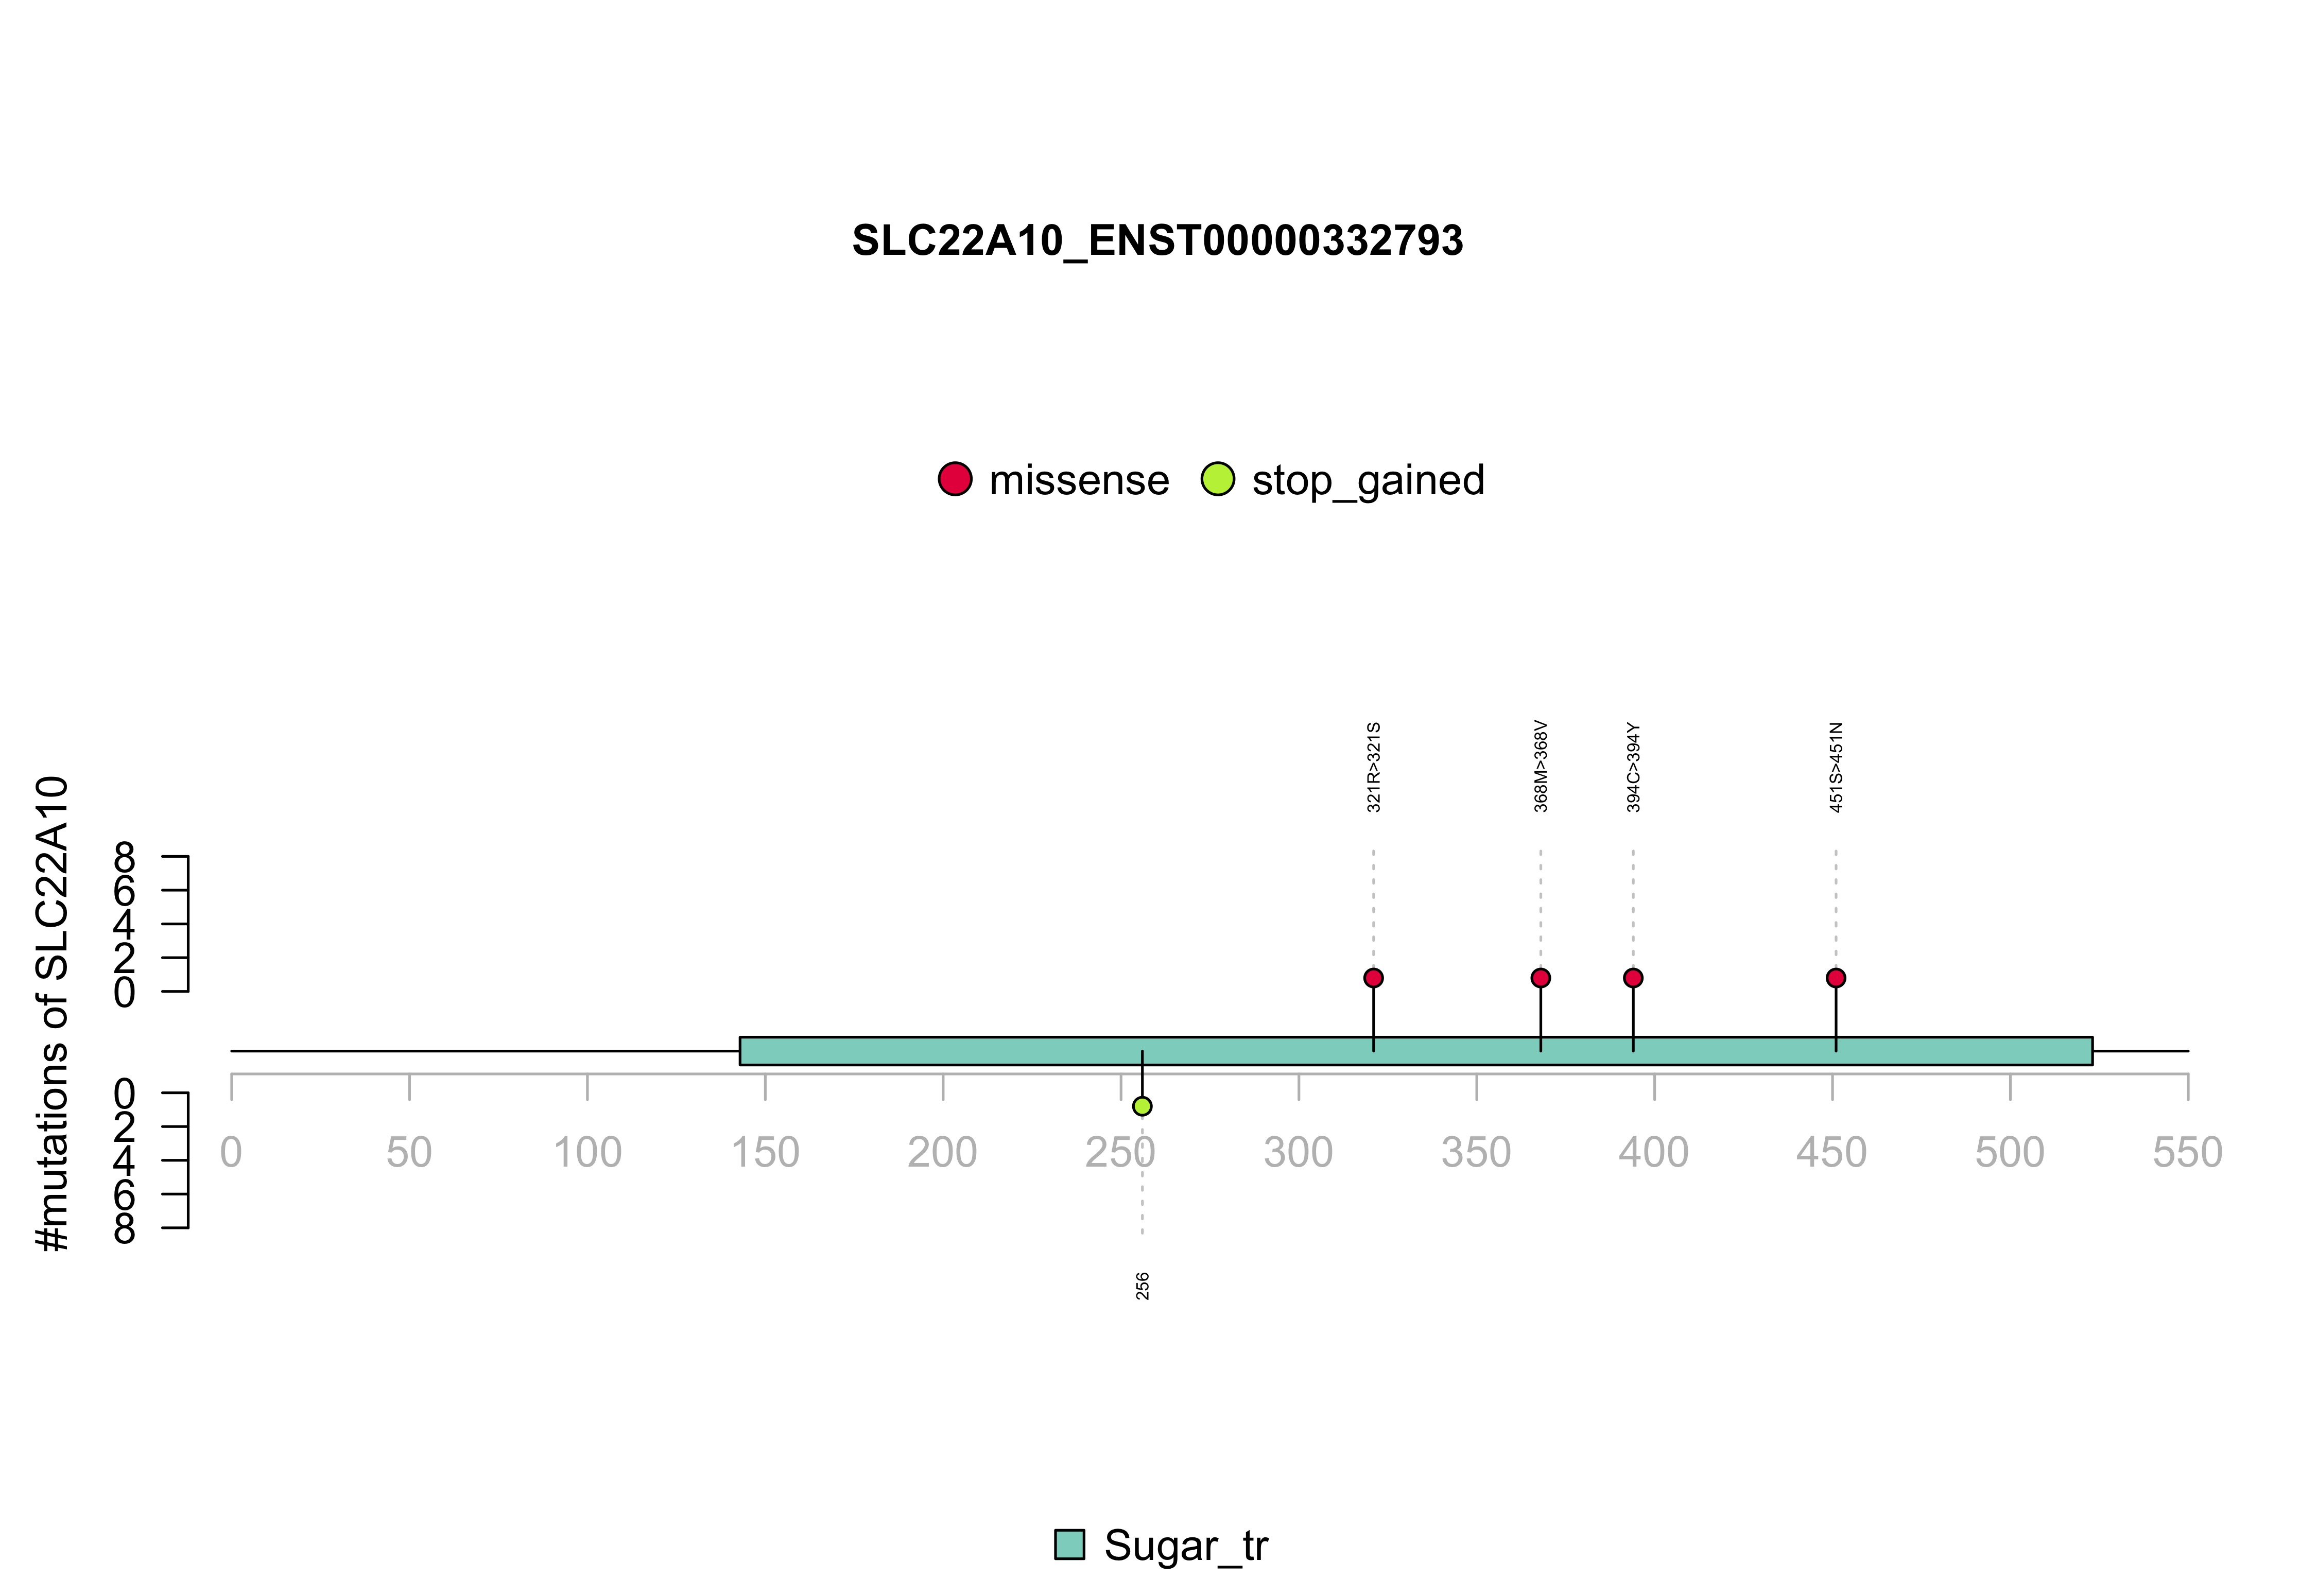 SLC22A10_ENST00000332793
missense stop_gained
321R>321S
368M>368V
394C>394Y
451S>451N
#mutations of SLC22A10
8
6
4
2
0
0
2
4
6
8
0 50 100 150 200 250 300 350 400 450 500 550
256
Sugar_tr